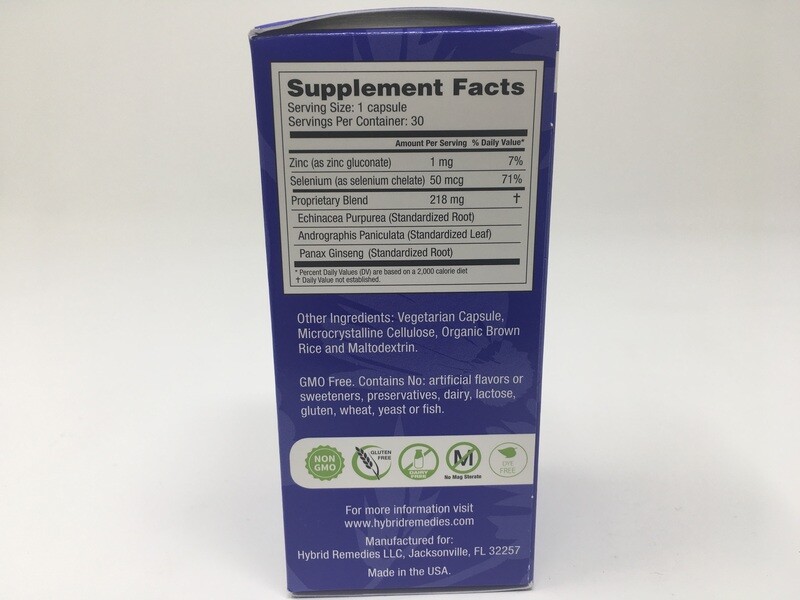 Supplement Facts
Serving Size: 1 capsule
Servings Per Container: 30
Amount Per Serving % Daily Value*
Zinc (as zinc gluconate) 1 mg 7%
Selenium (as selenium chelate) 50 mcg 71%
Proprietary Blend 218 mg †
Echinacea Purpurea (Standardized Root)
Andrographis Paniculata (Standardized Leaf)
Panax Ginseng (Standardized Root)
* Percent Daily Values (DV) are based on a 2,000 calorie diet
† Daily Value not established.
Other Ingredients: Vegetarian Capsule,
Microcrystalline Cellulose, Organic Brown
Rice and Maltodextrin.
GMO Free. Contains No: artificial flavors or
sweeteners, preservatives, dairy, lactose,
gluten, wheat, yeast or fish.
NON
GMO
GLUTEN
FREE
DAIRY
FREE
M
No Mag Sterate
DYE
FREE
For more information visit
www.hybridremedies.com
Manufactured for:
Hybrid Remedies LLC, Jacksonville, FL 32257
Made in the USA.